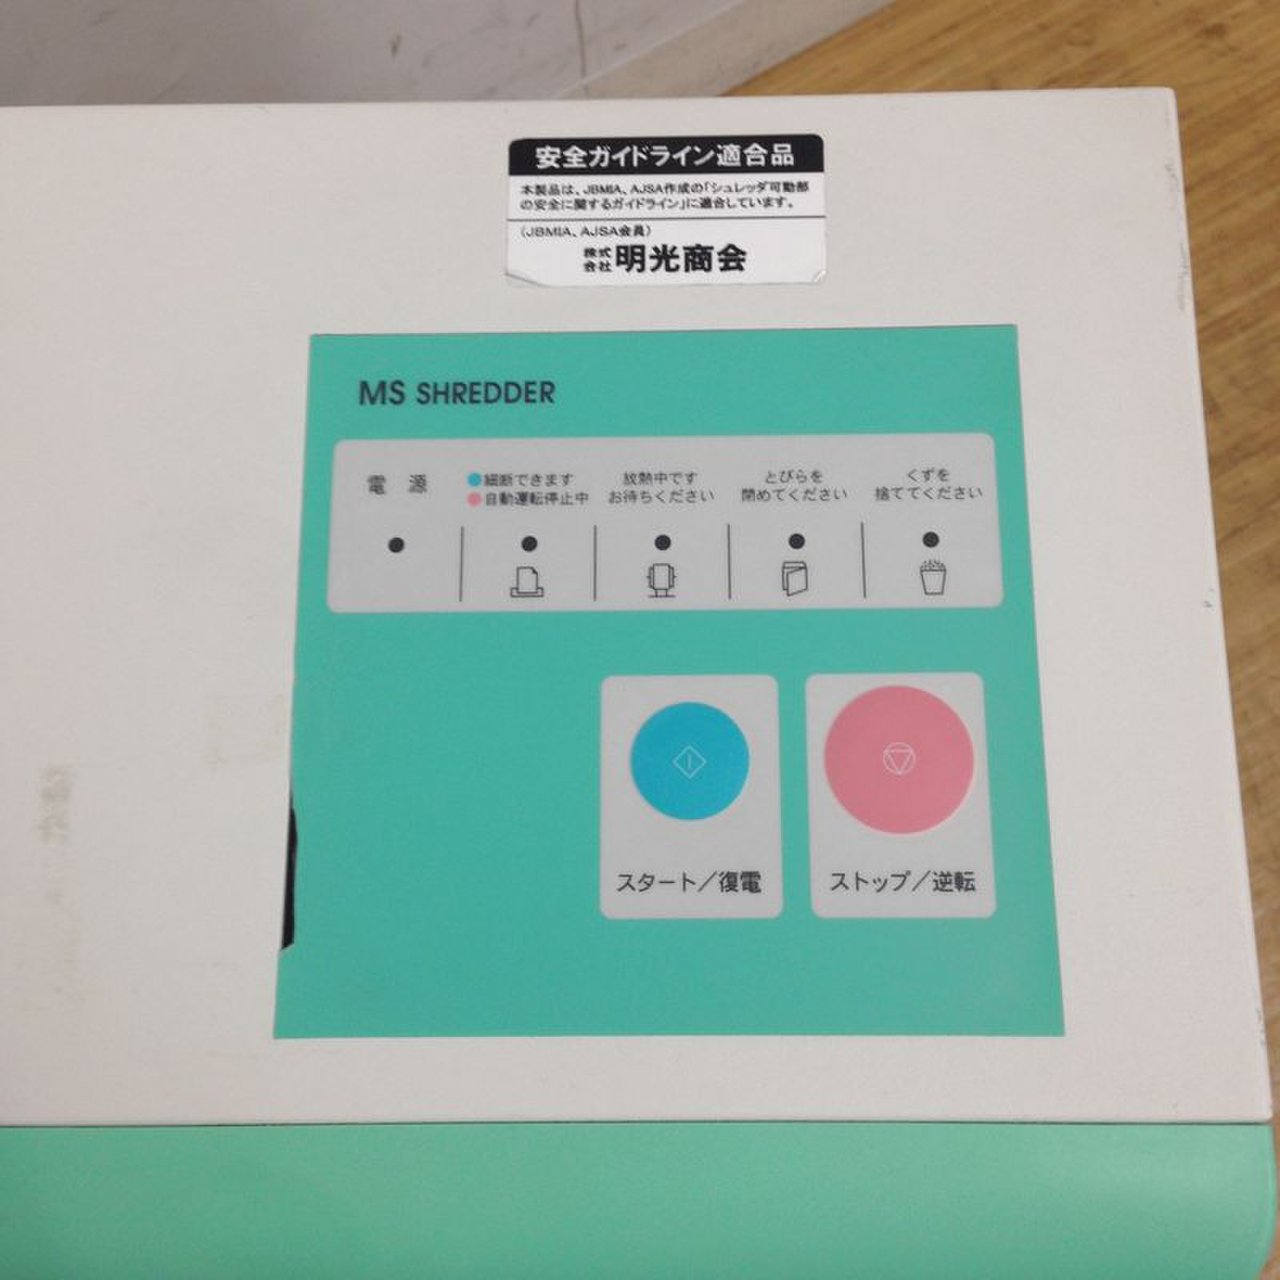 安全ガイドライン適合品
本製品は、JBMIA、AJSA作成の「シュレッダ可動部
の安全に関するガイドライン」に適合しています。
(JBMIA、AJSA会員)
株式会社 明光商会
MS SHREDDER
電 源
細断できます
自動運転停止中
放熱中です
お待ちください
とびらを
閉めてください
くずを
捨ててください
スタート/復電
ストップ/逆転